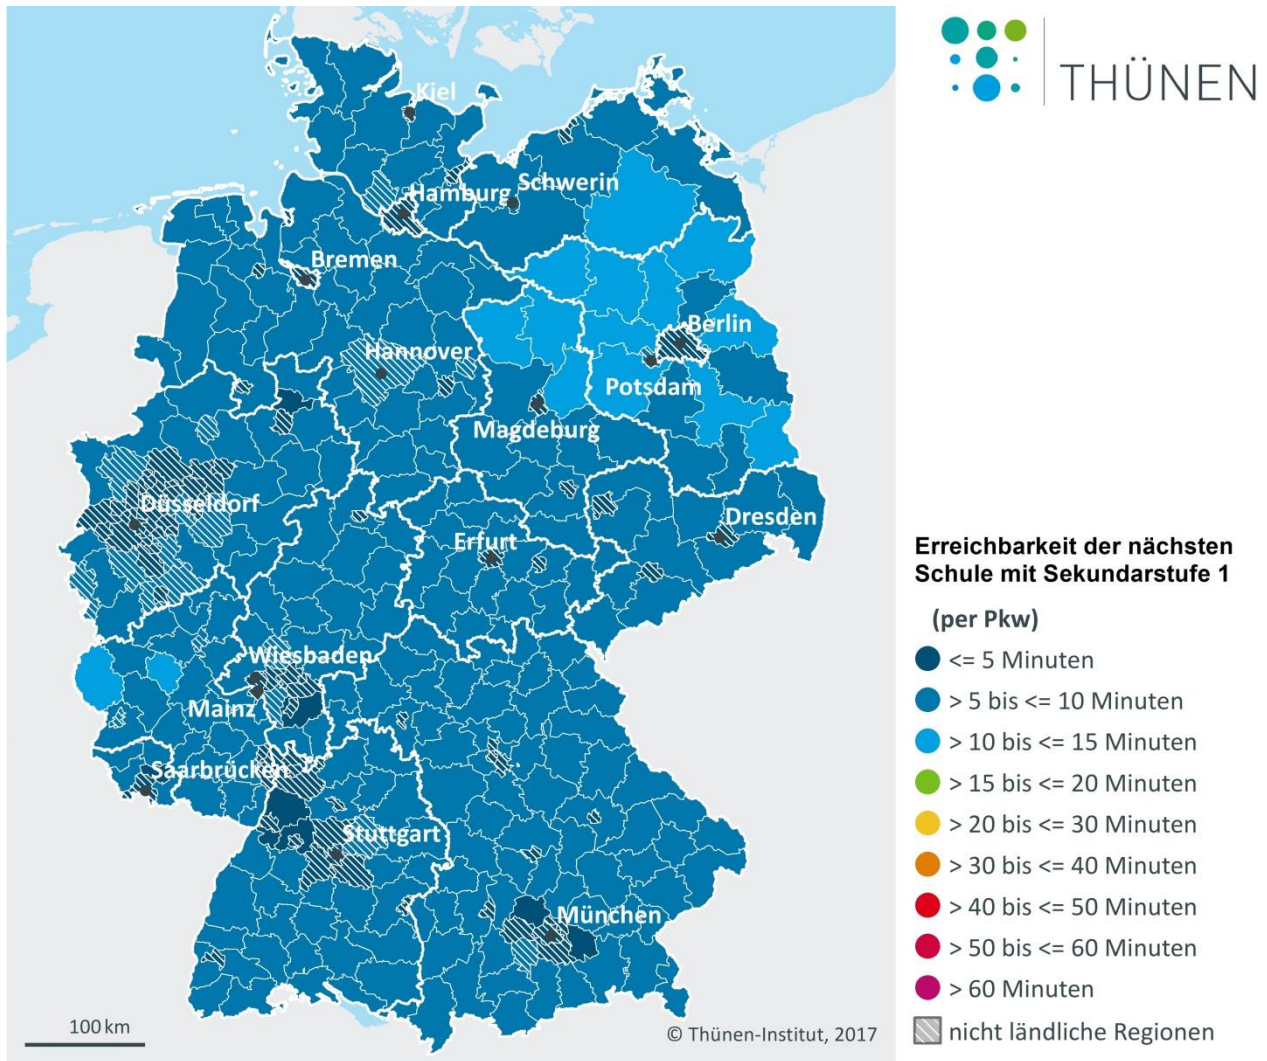 THÜNEN
Kiel
Schwerin
Hamburg
Bremen
Berlin
Hannover
Potsdam
Magdeburg
Düsseldorf
Dresden
Erfurt
Wiesbaden
Mainz
Saarbrücken
Stuttgart
München
Erreichbarkeit der nächsten
Schule mit Sekundarstufe 1
(per Pkw)
<= 5 Minuten
> 5 bis <= 10 Minuten
> 10 bis <= 15 Minuten
> 15 bis <= 20 Minuten
> 20 bis <= 30 Minuten
> 30 bis <= 40 Minuten
> 40 bis <= 50 Minuten
> 50 bis <= 60 Minuten
> 60 Minuten
nicht ländliche Regionen
100 km
© Thünen-Institut, 2017